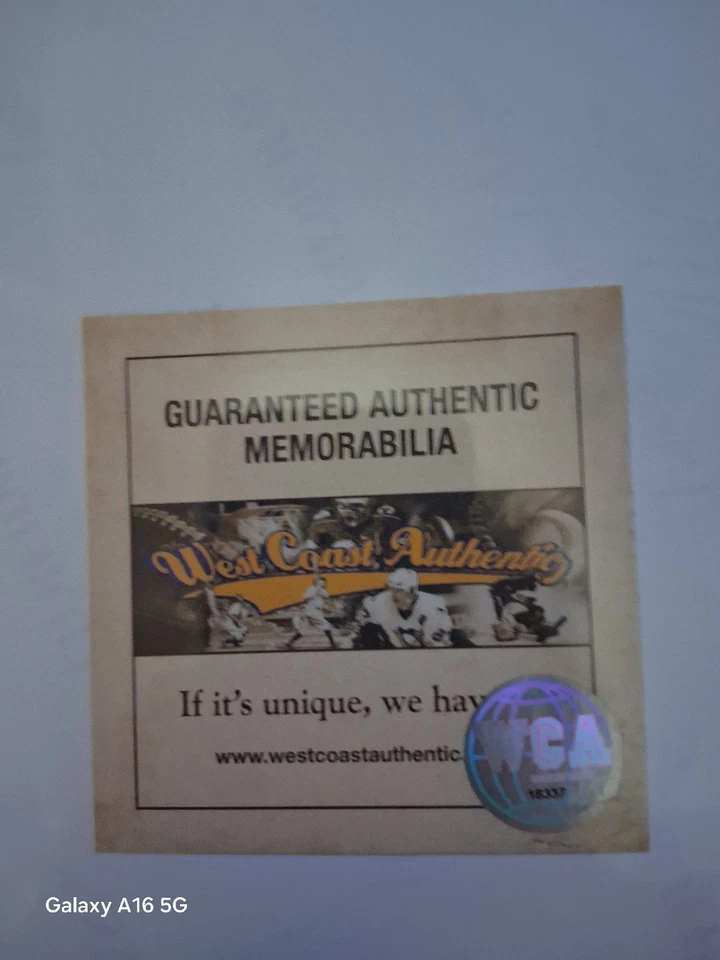 GUARANTEED AUTHENTIC
MEMORABILIA
West Coast Authentic
If it's unique, we hav
www.westcoastauthentic.
WCA
18337
Galaxy A16 5G